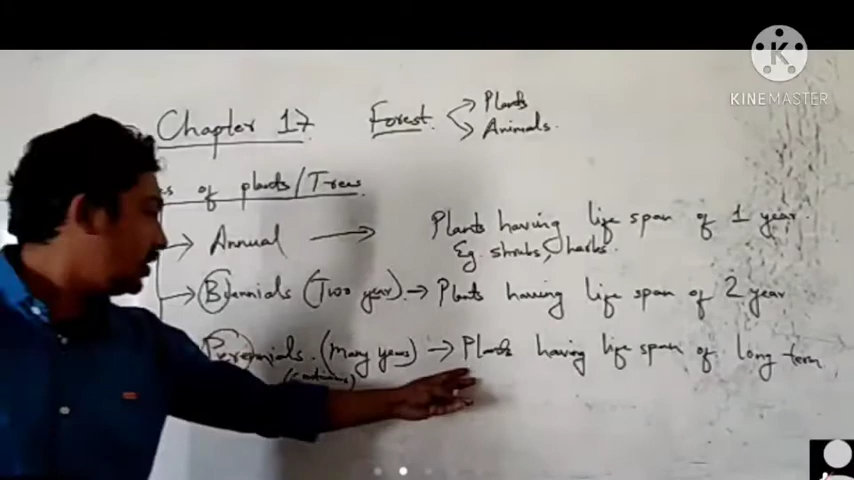 Chapter 17 Forest
Plants
Animals.
of plants/Trees
Annual → Plants having life span of 1 year.
Eg. shrubs, herbs.
Biennials (Two year) → Plants having life span of 2 year
Perennials. (Many years) → Plants having life span of long term
(continuous)
KINEMASTER